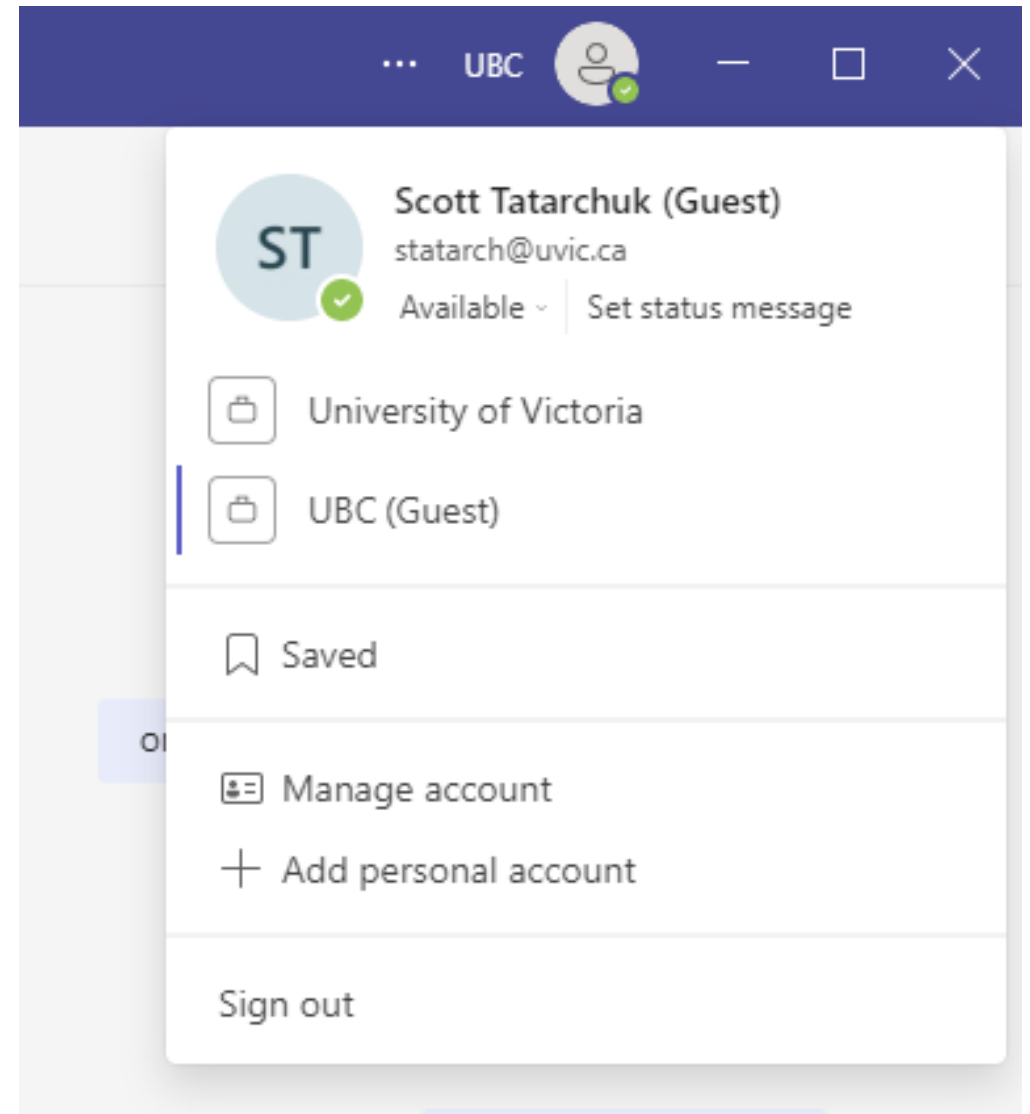 ... UBC
Scott Tatarchuk (Guest)
ST
statarch@uvic.ca
Available Set status message
University of Victoria
UBC (Guest)
Saved
Manage account
Add personal account
Sign out